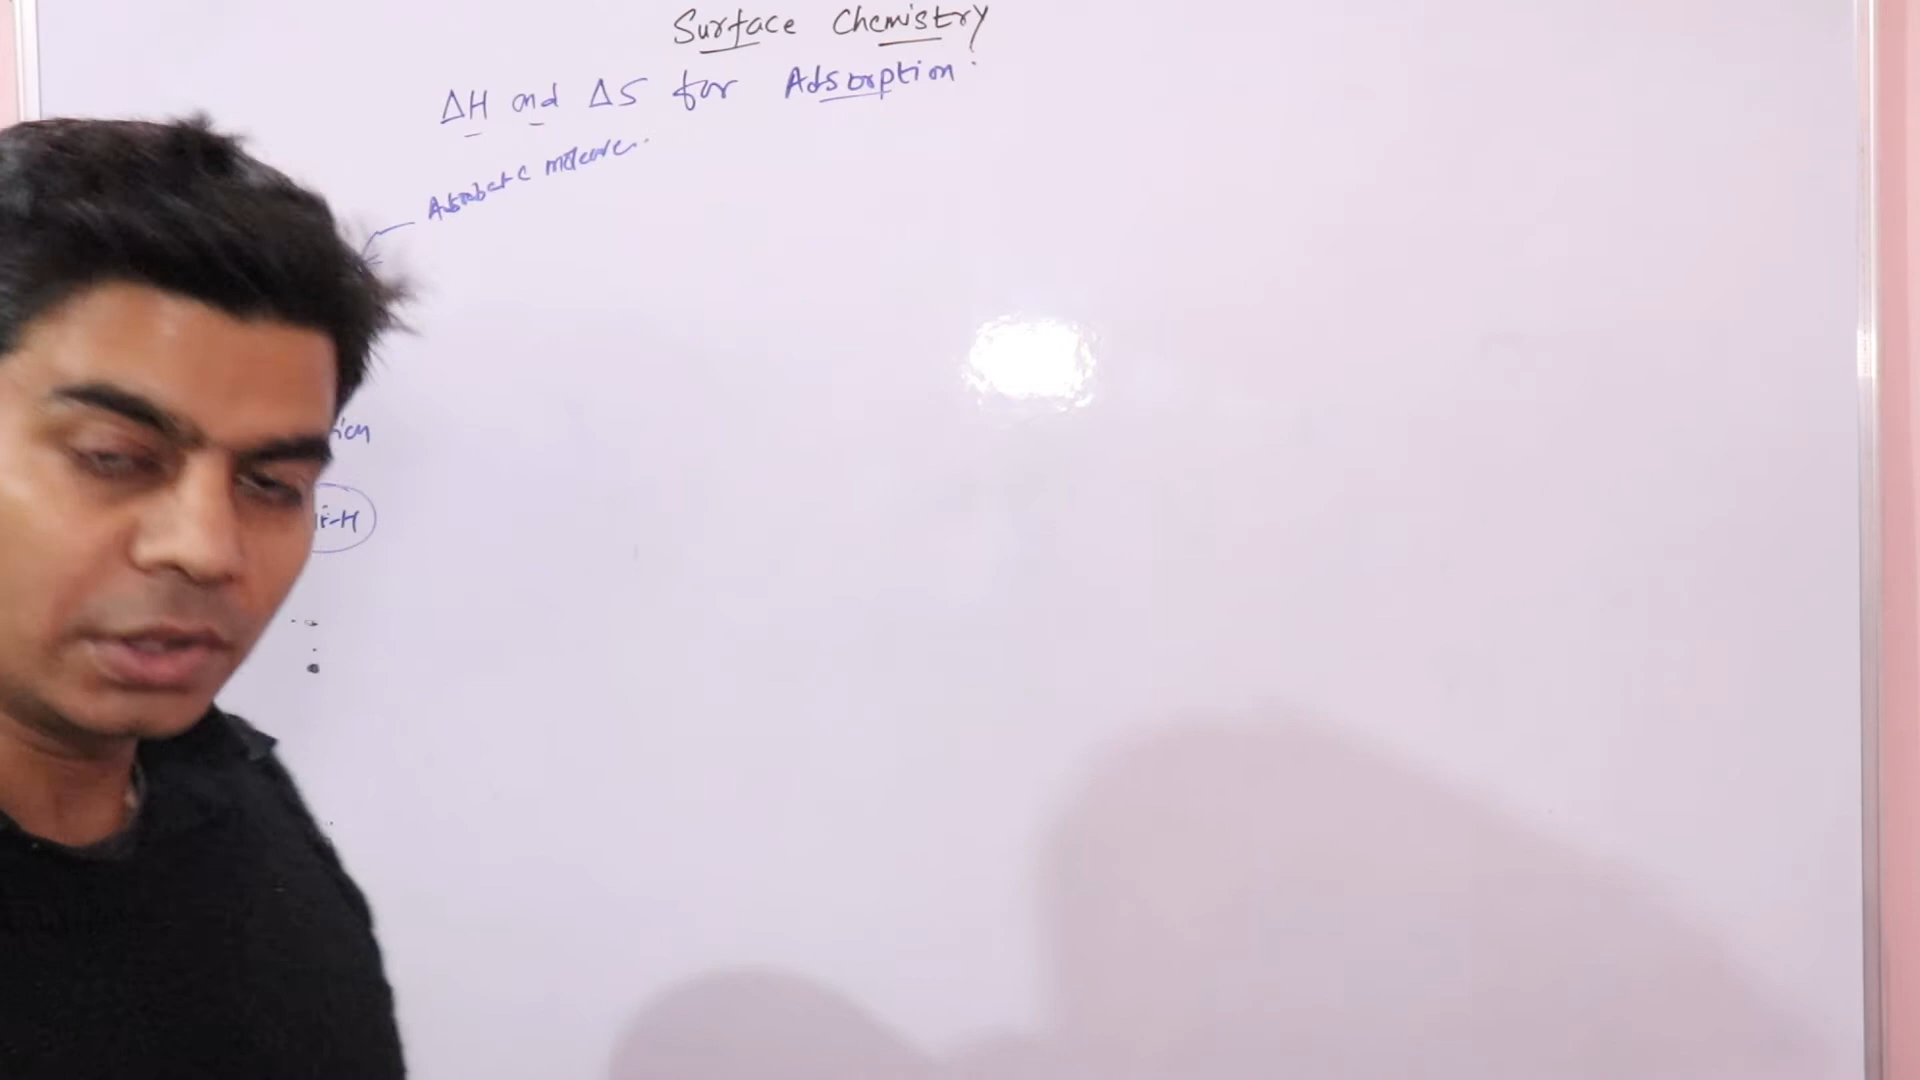 Surface Chemistry
ΔH and ΔS for Adsorption:
Adsorbate molecule.
F-H